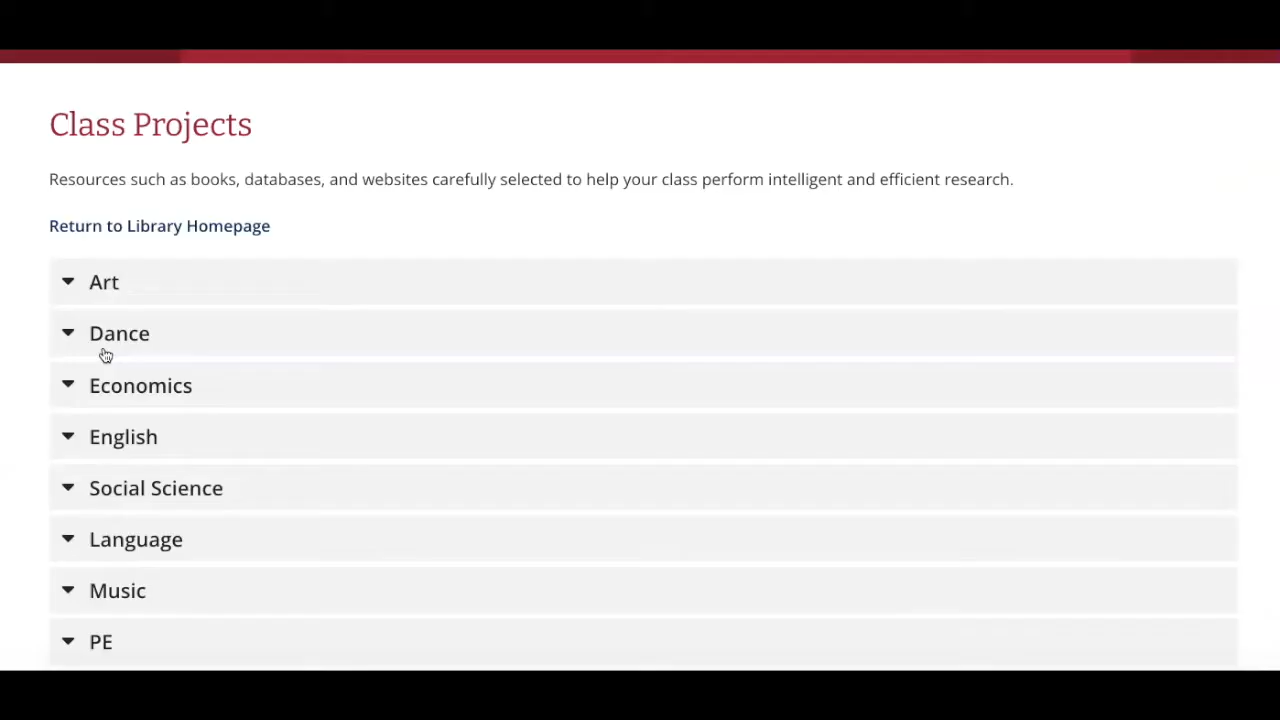 Class Projects
Resources such as books, databases, and websites carefully selected to help your class perform intelligent and efficient research.
Return to Library Homepage
Art
Dance
Economics
English
Social Science
Language
Music
PE